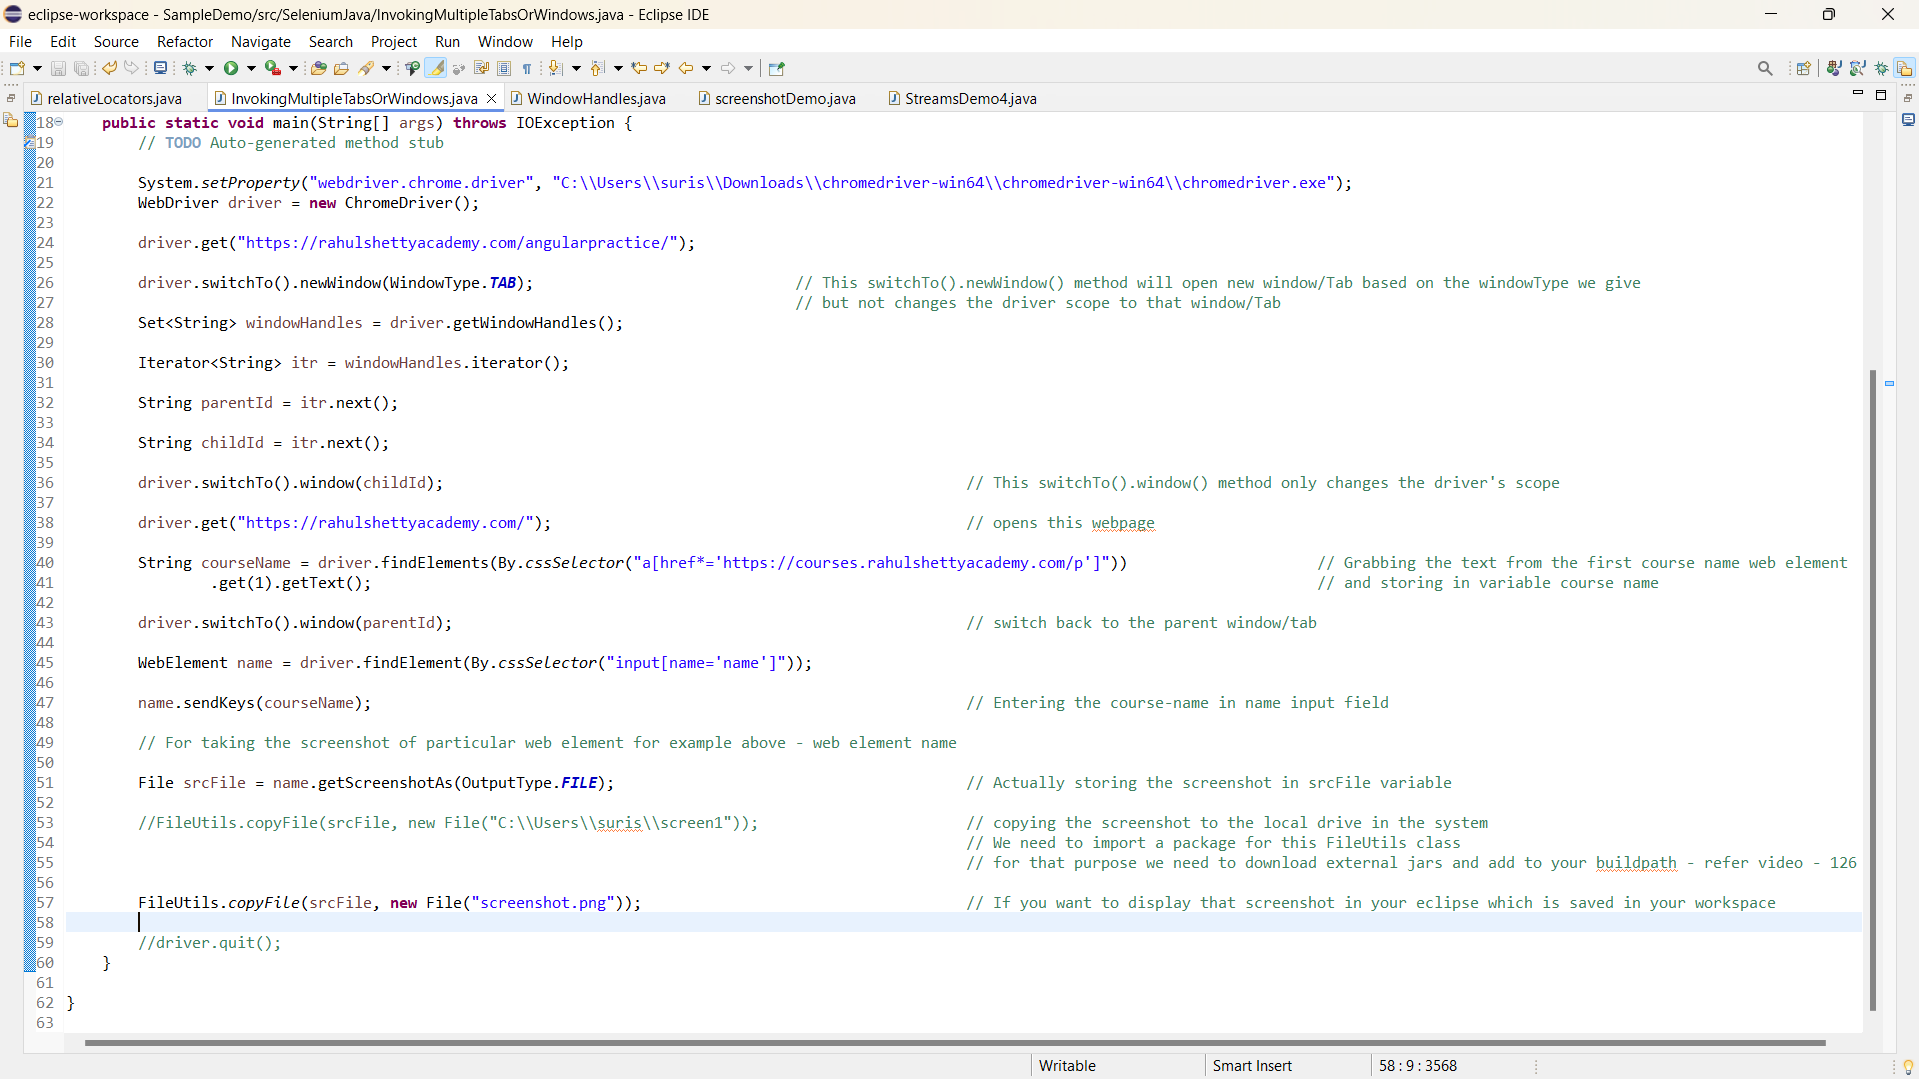 eclipse-workspace - SampleDemo/src/SeleniumJava/InvokingMultipleTabsOrWindows.java - Eclipse IDE
File Edit Source Refactor Navigate Search Project Run Window Help
relativeLocators.java InvokingMultipleTabsOrWindows.java WindowHandles.java screenshotDemo.java StreamsDemo4.java
18 public static void main(String[] args) throws IOException {
19 // TODO Auto-generated method stub
20
21 System.setProperty("webdriver.chrome.driver", "C:\\Users\\suris\\Downloads\\chromedriver-win64\\chromedriver-win64\\chromedriver.exe");
22 WebDriver driver = new ChromeDriver();
23
24 driver.get("https://rahulshettyacademy.com/angularpractice/");
25
26 driver.switchTo().newWindow(WindowType.TAB); // This switchTo().newWindow() method will open new window/Tab based on the windowType we give
27 // but not changes the driver scope to that window/Tab
28 Set<String> windowHandles = driver.getWindowHandles();
29
30 Iterator<String> itr = windowHandles.iterator();
31
32 String parentId = itr.next();
33
34 String childId = itr.next();
35
36 driver.switchTo().window(childId); // This switchTo().window() method only changes the driver's scope
37
38 driver.get("https://rahulshettyacademy.com/"); // opens this webpage
39
40 String courseName = driver.findElements(By.cssSelector("a[href*='https://courses.rahulshettyacademy.com/p']")) // Grabbing the text from the first course name web element
41 .get(1).getText(); // and storing in variable course name
42
43 driver.switchTo().window(parentId); // switch back to the parent window/tab
44
45 WebElement name = driver.findElement(By.cssSelector("input[name='name']"));
46
47 name.sendKeys(courseName); // Entering the course-name in name input field
48
49 // For taking the screenshot of particular web element for example above - web element name
50
51 File srcFile = name.getScreenshotAs(OutputType.FILE); // Actually storing the screenshot in srcFile variable
52
53 //FileUtils.copyFile(srcFile, new File("C:\\Users\\suris\\screen1")); // copying the screenshot to the local drive in the system
54 // We need to import a package for this FileUtils class
55 // for that purpose we need to download external jars and add to your buildpath - refer video - 126
56
57 FileUtils.copyFile(srcFile, new File("screenshot.png")); // If you want to display that screenshot in your eclipse which is saved in your workspace
58
59 //driver.quit();
60 }
61
62 }
63
Writable Smart Insert 58 : 9 : 3568